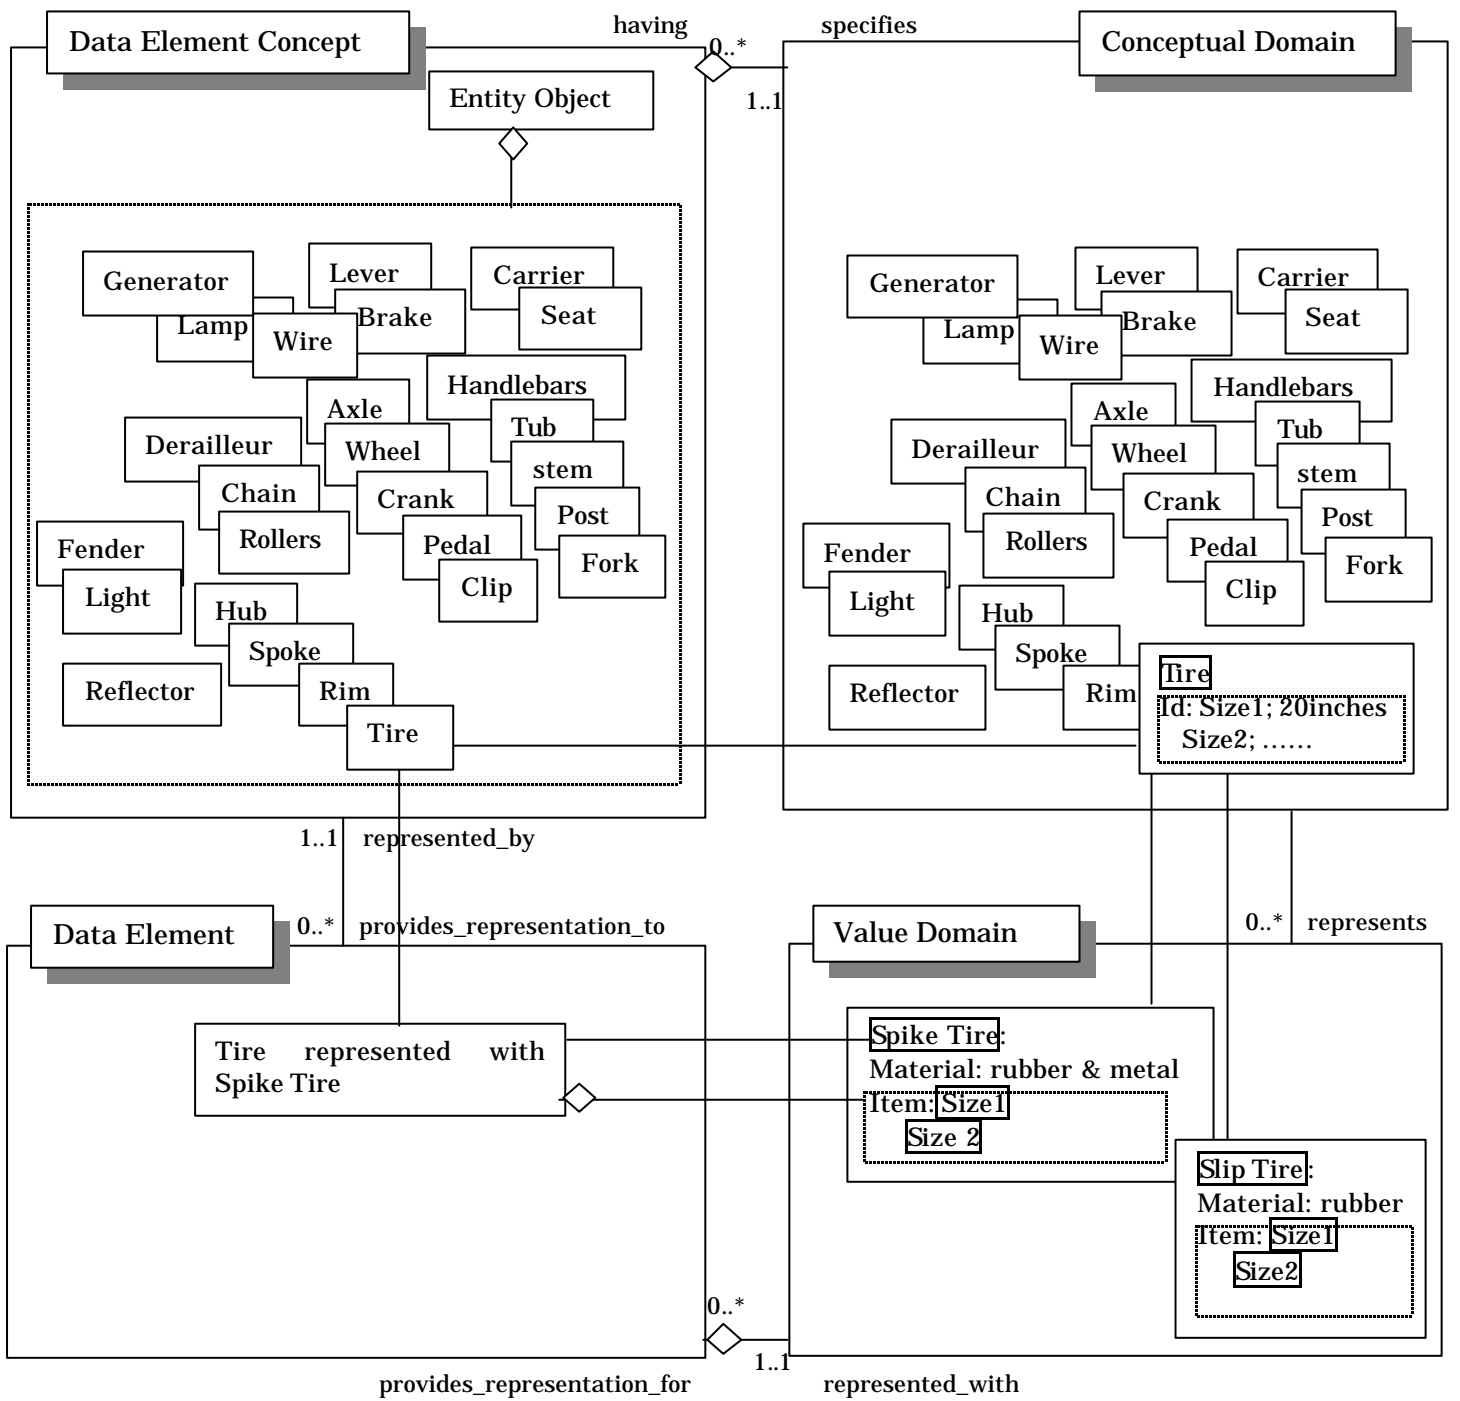 Data Element Concept
having
0..*
specifies
Conceptual Domain
1..1
Entity Object
Generator
Lever
Carrier
Lamp
Wire
Brake
Seat
Handlebars
Axle
Tub
Derailleur
Wheel
stem
Chain
Crank
Post
Fender
Rollers
Pedal
Fork
Light
Clip
Hub
Spoke
Reflector
Rim
Tire
Generator
Lever
Carrier
Lamp
Wire
Brake
Seat
Handlebars
Axle
Tub
Derailleur
Wheel
stem
Chain
Crank
Post
Fender
Rollers
Pedal
Fork
Light
Clip
Hub
Spoke
Reflector
Rim
Tire
Id: Size1; 20inches
Size2; ......
1..1 represented_by
Data Element
0..* provides_representation_to
Value Domain
0..* represents
Tire represented with
Spike Tire
Spike Tire:
Material: rubber & metal
Item: Size1
Size 2
Slip Tire:
Material: rubber
Item: Size1
Size2
0..*
1..1
provides_representation_for
represented_with